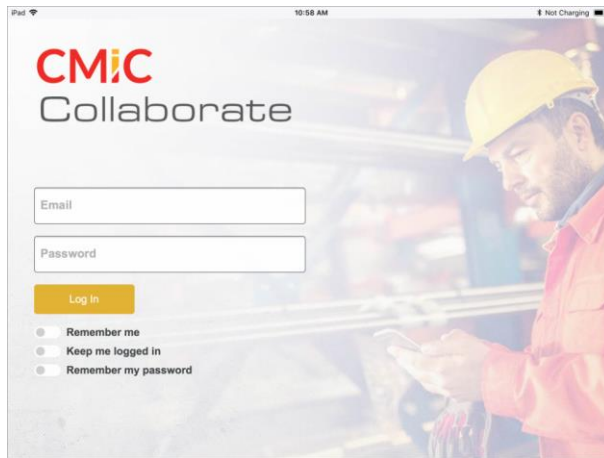 iPad
10:58 AM
Not Charging
CMiC
Collaborate
Email
Password
Log In
Remember me
Keep me logged in
Remember my password